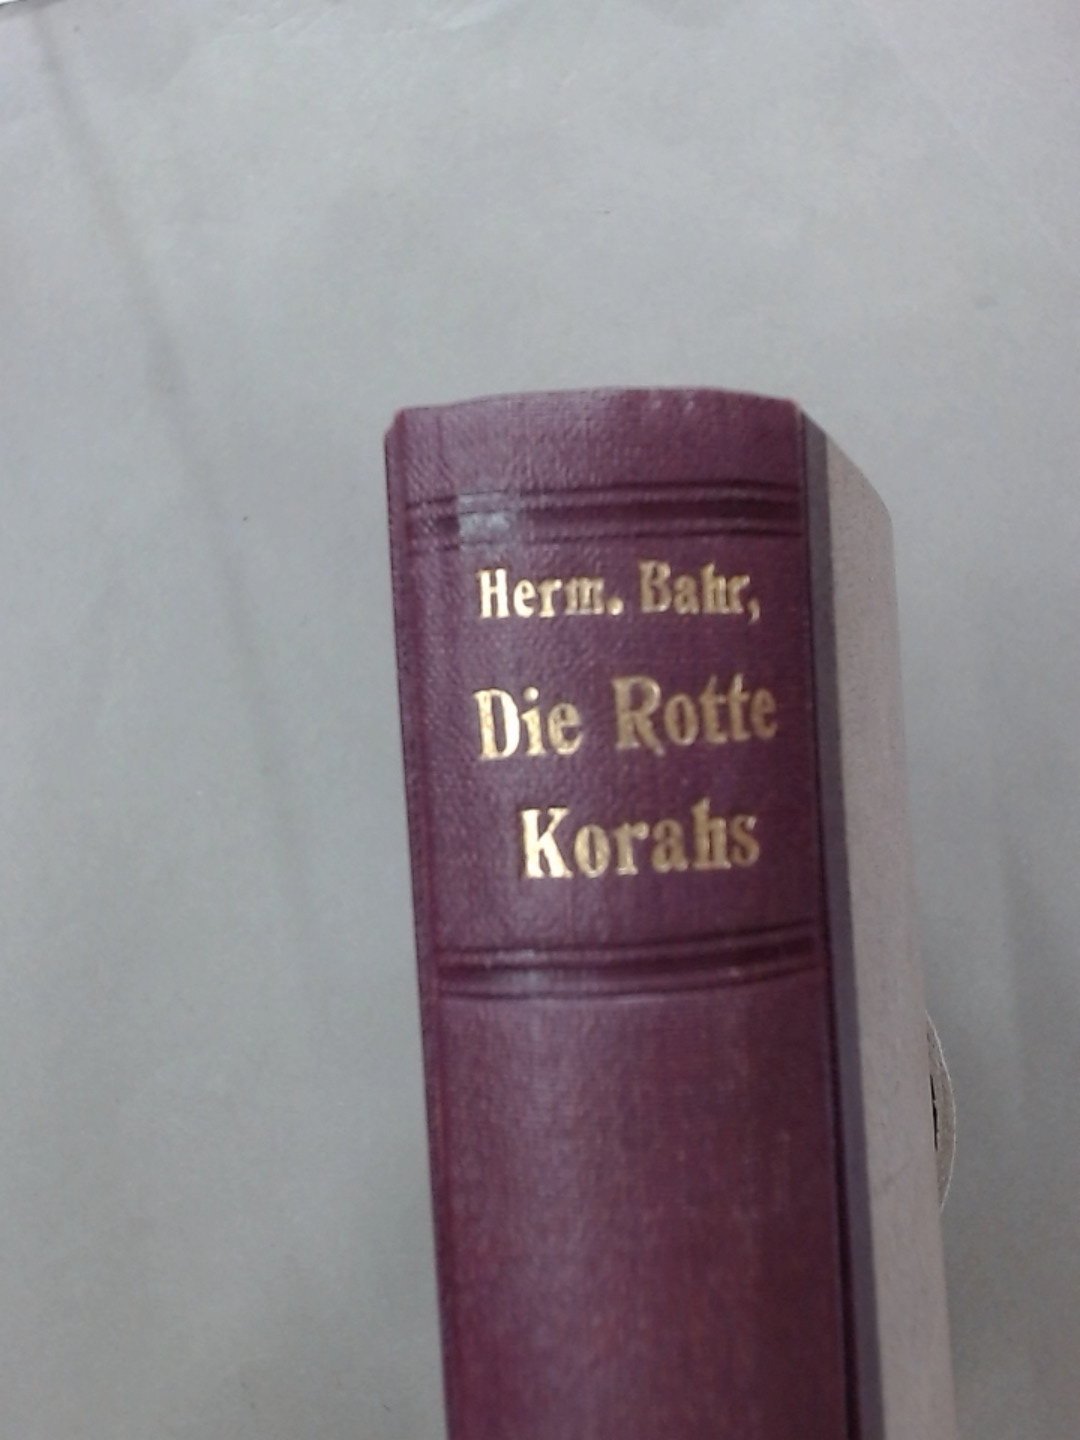 Herm. Bahr,
Die Rotte
Korahs